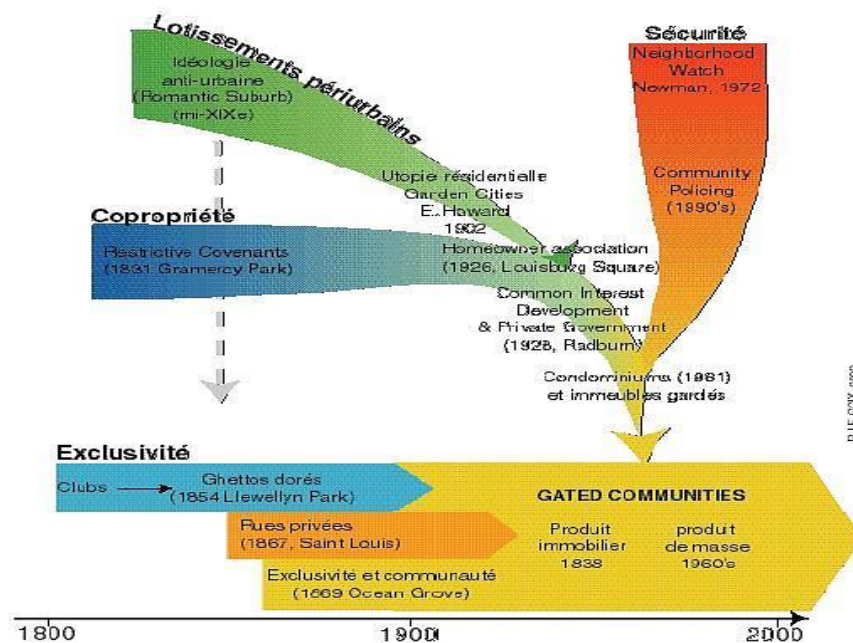 Lotissements périurbains
Idéologie
anti-urbaine
(Romantic Suburb)
(mi-XIXe)
Sécurité
Neighborhood
Watch
Newman, 1972
Community
Policing
(1990's)
Utopie résidentielle
Garden Cities
E. Howard
1902
Copropriété
Restrictive Covenants
(1831 Gramercy Park)
Homeowner association
(1926, Louisburg Square)
Common Interest
Development
& Private Government
(1928, Radburn)
Condominiums (1961)
et immeubles gardés
Exclusivité
Clubs
Ghettos dorés
(1854 Llewellyn Park)
Rues privées
(1867, Saint Louis)
Exclusivité et communauté
(1869 Ocean Grove)
GATED COMMUNITIES
Produit
immobilier
1938
produit
de masse
1960's
1800
1900
2000